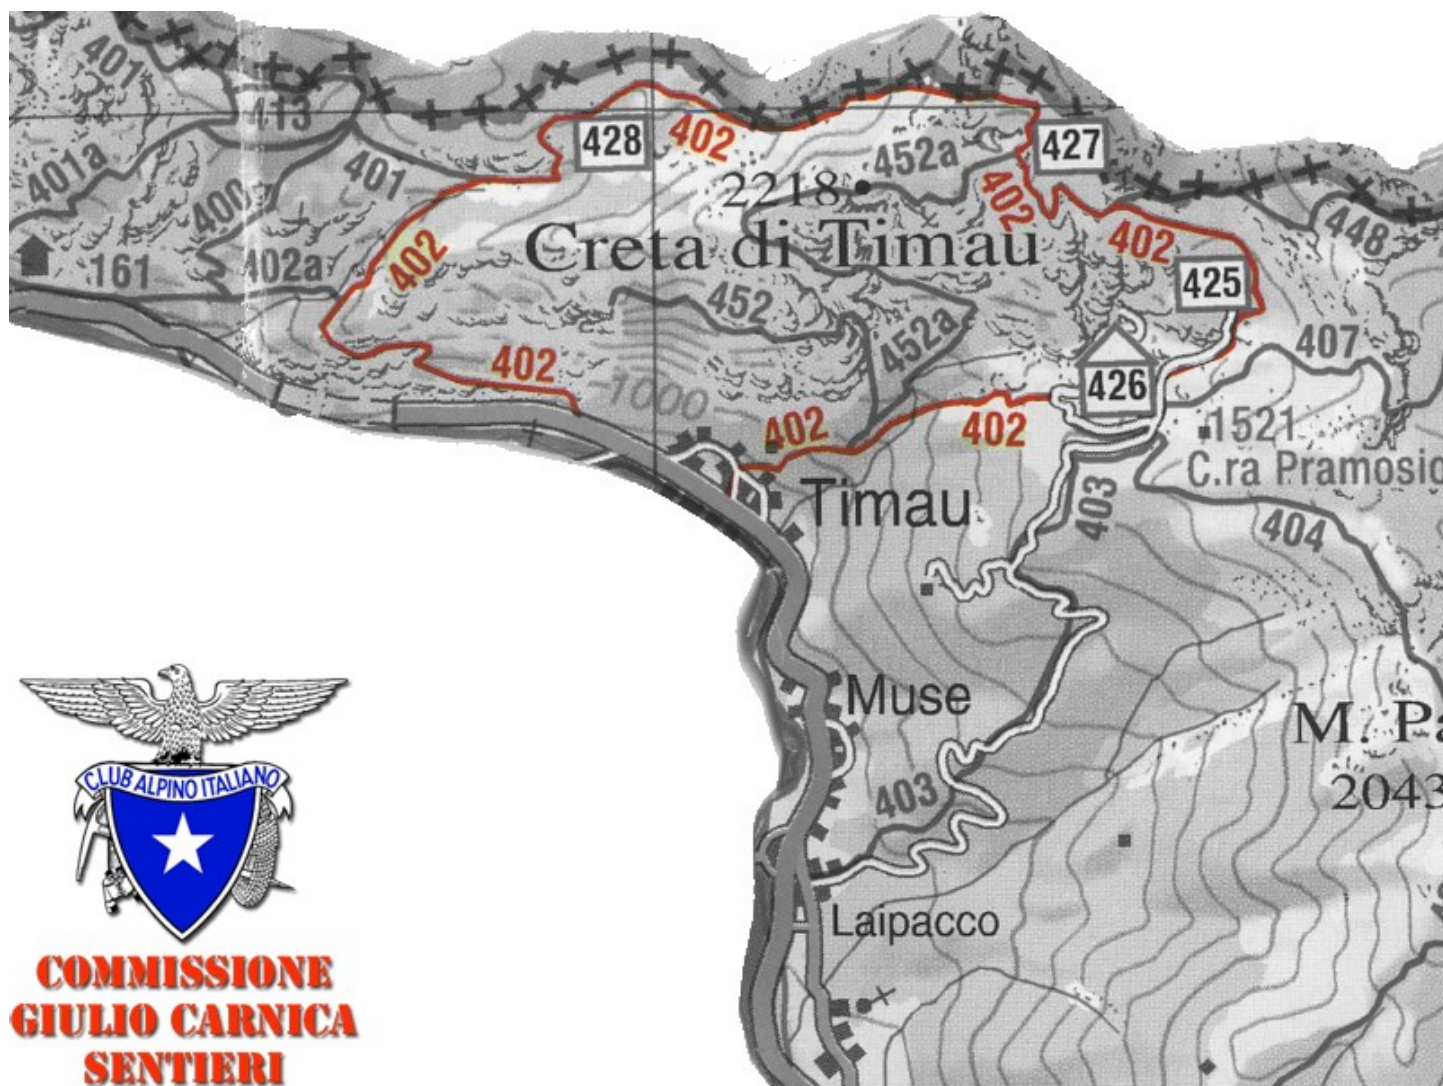 401
413
428
402
427
452a
401a
401
400
2218
402
402
448
Creta di Timau
161
402a
402
425
452
452a
407
402
1000
426
402
402
1521
C.ra Pramosio
Timau
403
404
Muse
M. Pa
2043
403
CLUB ALPINO ITALIANO
Laipacco
COMMISSIONE
GIULIO CARNICA
SENTIERI